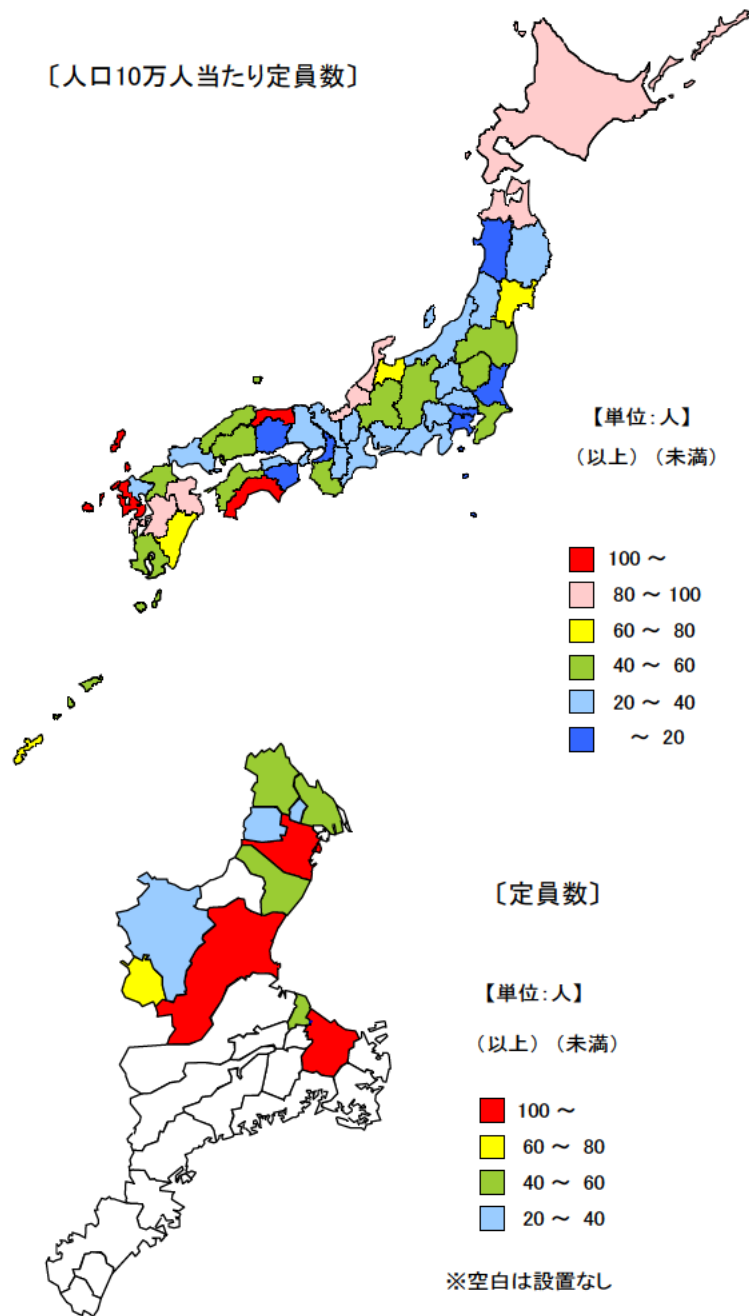 〔人口10万人当たり定員数〕
【単位:人】
(以上) (未満)
100 ~
80 ~ 100
60 ~ 80
40 ~ 60
20 ~ 40
~ 20
〔定員数〕
【単位:人】
(以上) (未満)
100 ~
60 ~ 80
40 ~ 60
20 ~ 40
※空白は設置なし